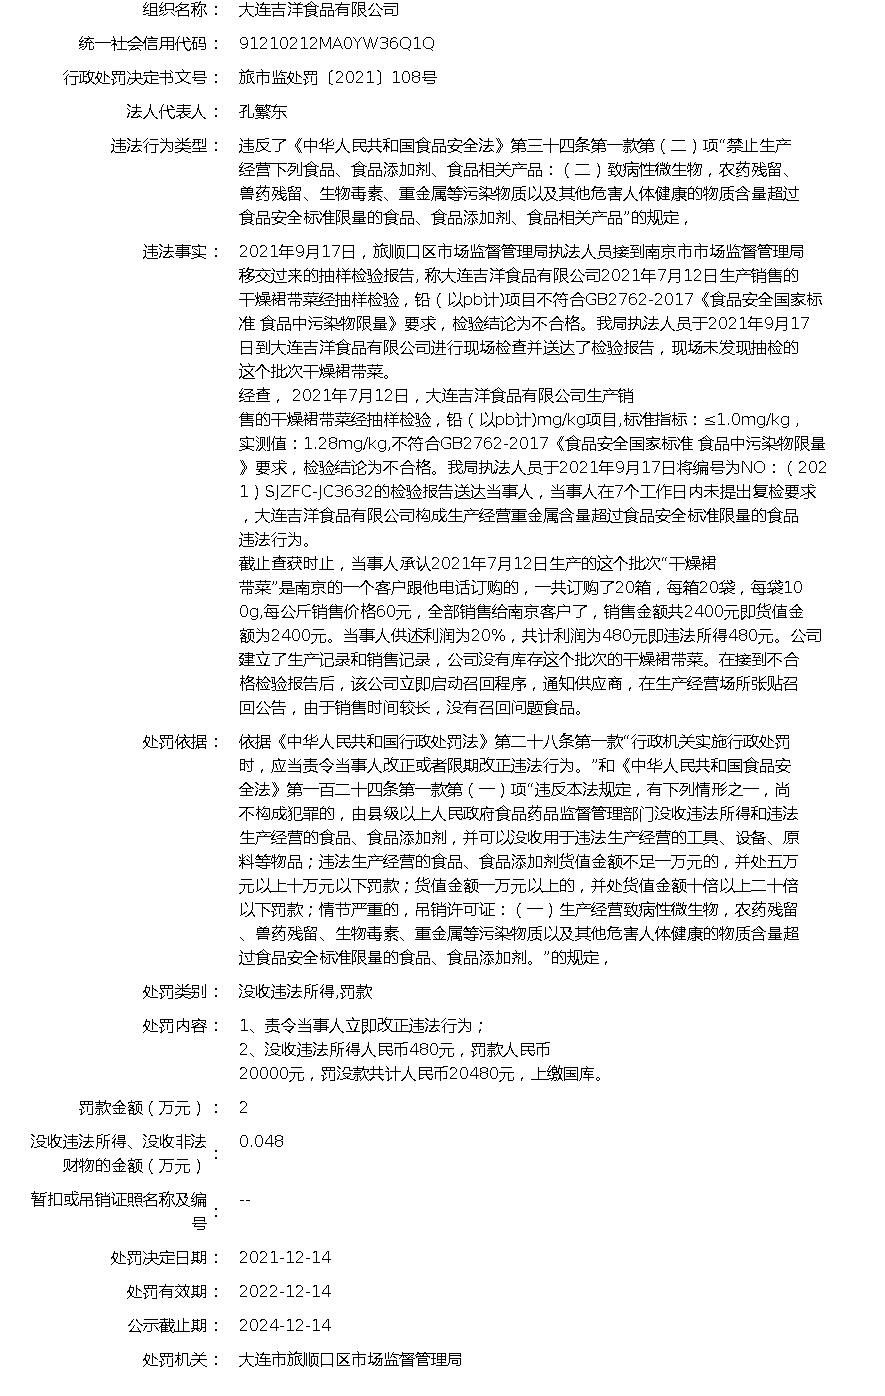 组织名称： 大连吉洋食品有限公司
统一社会信用代码： 91210212MA0YW36Q1Q
行政处罚决定书文号： 旅市监处罚〔2021〕108号
法人代表人： 孔繁东
违法行为类型： 违反了《中华人民共和国食品安全法》第三十四条第一款第（二）项“禁止生产
经营下列食品、食品添加剂、食品相关产品：（二）致病性微生物，农药残留、
兽药残留、生物毒素、重金属等污染物质以及其他危害人体健康的物质含量超过
食品安全标准限量的食品、食品添加剂、食品相关产品”的规定，
违法事实： 2021年9月17日，旅顺口区市场监督管理局执法人员接到南京市市场监督管理局
移交过来的抽样检验报告, 称大连吉洋食品有限公司2021年7月12日生产销售的
干燥裙带菜经抽样检验，铅（以pb计)项目不符合GB2762-2017《食品安全国家标
准 食品中污染物限量》要求，检验结论为不合格。我局执法人员于2021年9月17
日到大连吉洋食品有限公司进行现场检查并送达了检验报告，现场未发现抽检的
这个批次干燥裙带菜。
经查， 2021年7月12日，大连吉洋食品有限公司生产销
售的干燥裙带菜经抽样检验，铅（以pb计)mg/kg项目,标准指标：≤1.0mg/kg，
实测值：1.28mg/kg,不符合GB2762-2017《食品安全国家标准 食品中污染物限量
》要求，检验结论为不合格。我局执法人员于2021年9月17日将编号为NO：（202
1）SJZFC-JC3632的检验报告送达当事人，当事人在7个工作日内未提出复检要求
，大连吉洋食品有限公司构成生产经营重金属含量超过食品安全标准限量的食品
违法行为。
截止查获时止，当事人承认2021年7月12日生产的这个批次“干燥裙
带菜”是南京的一个客户跟他电话订购的，一共订购了20箱，每箱20袋，每袋10
0g,每公斤销售价格60元，全部销售给南京客户了，销售金额共2400元即货值金
额为2400元。当事人供述利润为20%，共计利润为480元即违法所得480元。公司
建立了生产记录和销售记录，公司没有库存这个批次的干燥裙带菜。在接到不合
格检验报告后，该公司立即启动召回程序，通知供应商，在生产经营场所张贴召
回公告，由于销售时间较长，没有召回问题食品。
处罚依据： 依据《中华人民共和国行政处罚法》第二十八条第一款“行政机关实施行政处罚
时，应当责令当事人改正或者限期改正违法行为。”和《中华人民共和国食品安
全法》第一百二十四条第一款第（一）项“违反本法规定，有下列情形之一，尚
不构成犯罪的，由县级以上人民政府食品药品监督管理部门没收违法所得和违法
生产经营的食品、食品添加剂，并可以没收用于违法生产经营的工具、设备、原
料等物品；违法生产经营的食品、食品添加剂货值金额不足一万元的，并处五万
元以上十万元以下罚款；货值金额一万元以上的，并处货值金额十倍以上二十倍
以下罚款；情节严重的，吊销许可证：（一）生产经营致病性微生物，农药残留
、兽药残留、生物毒素、重金属等污染物质以及其他危害人体健康的物质含量超
过食品安全标准限量的食品、食品添加剂。”的规定，
处罚类别： 没收违法所得,罚款
处罚内容： 1、责令当事人立即改正违法行为；
2、没收违法所得人民币480元，罚款人民币
20000元，罚没款共计人民币20480元，上缴国库。
罚款金额（万元）： 2
没收违法所得、没收非法
财物的金额（万元）： 0.048
暂扣或吊销证照名称及编
号： --
处罚决定日期： 2021-12-14
处罚有效期： 2022-12-14
公示截止期： 2024-12-14
处罚机关： 大连市旅顺口区市场监督管理局